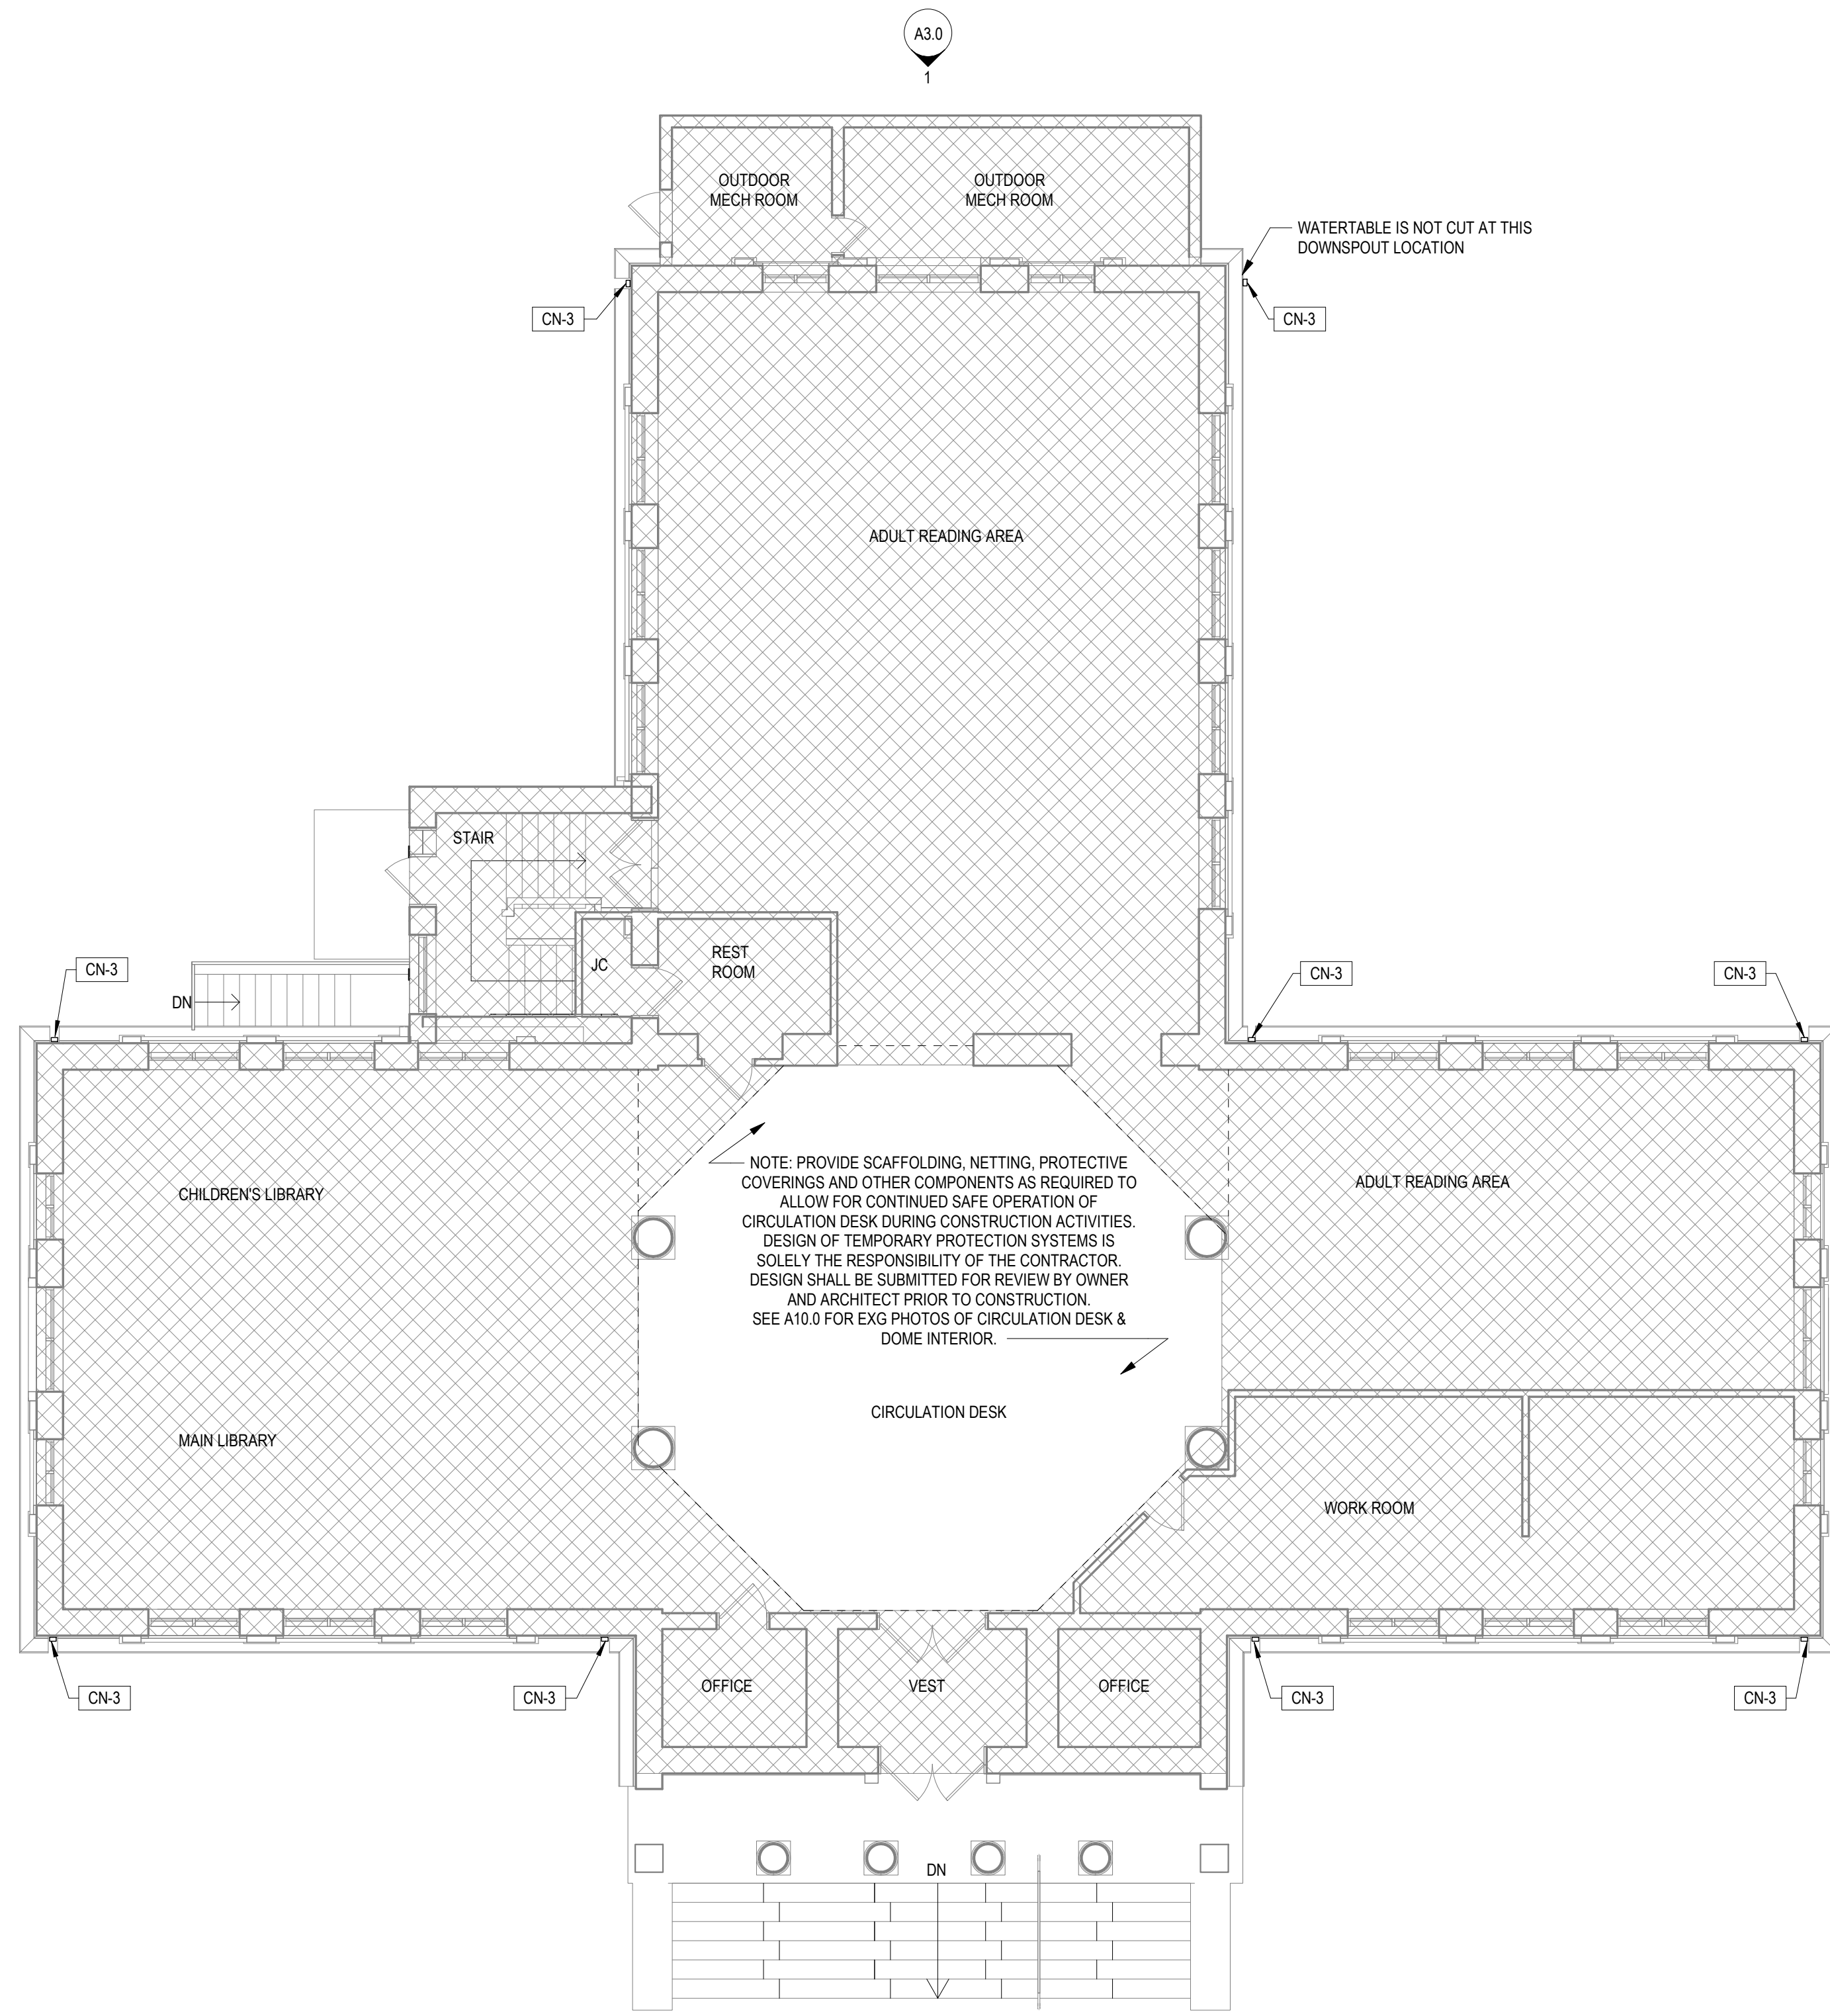 A3.0
1
OUTDOOR
MECH ROOM
OUTDOOR
MECH ROOM
WATERTABLE IS NOT CUT AT THIS
DOWNSPOUT LOCATION
CN-3
CN-3
ADULT READING AREA
STAIR
REST
ROOM
JC
CN-3
DN
CN-3
CN-3
NOTE: PROVIDE SCAFFOLDING, NETTING, PROTECTIVE
COVERINGS AND OTHER COMPONENTS AS REQUIRED TO
ALLOW FOR CONTINUED SAFE OPERATION OF
CIRCULATION DESK DURING CONSTRUCTION ACTIVITIES.
DESIGN OF TEMPORARY PROTECTION SYSTEMS IS
SOLELY THE RESPONSIBILITY OF THE CONTRACTOR.
DESIGN SHALL BE SUBMITTED FOR REVIEW BY OWNER
AND ARCHITECT PRIOR TO CONSTRUCTION.
SEE A10.0 FOR EXG PHOTOS OF CIRCULATION DESK &
DOME INTERIOR.
CHILDREN'S LIBRARY
ADULT READING AREA
CIRCULATION DESK
MAIN LIBRARY
WORK ROOM
OFFICE
VEST
OFFICE
CN-3
CN-3
CN-3
CN-3
DN